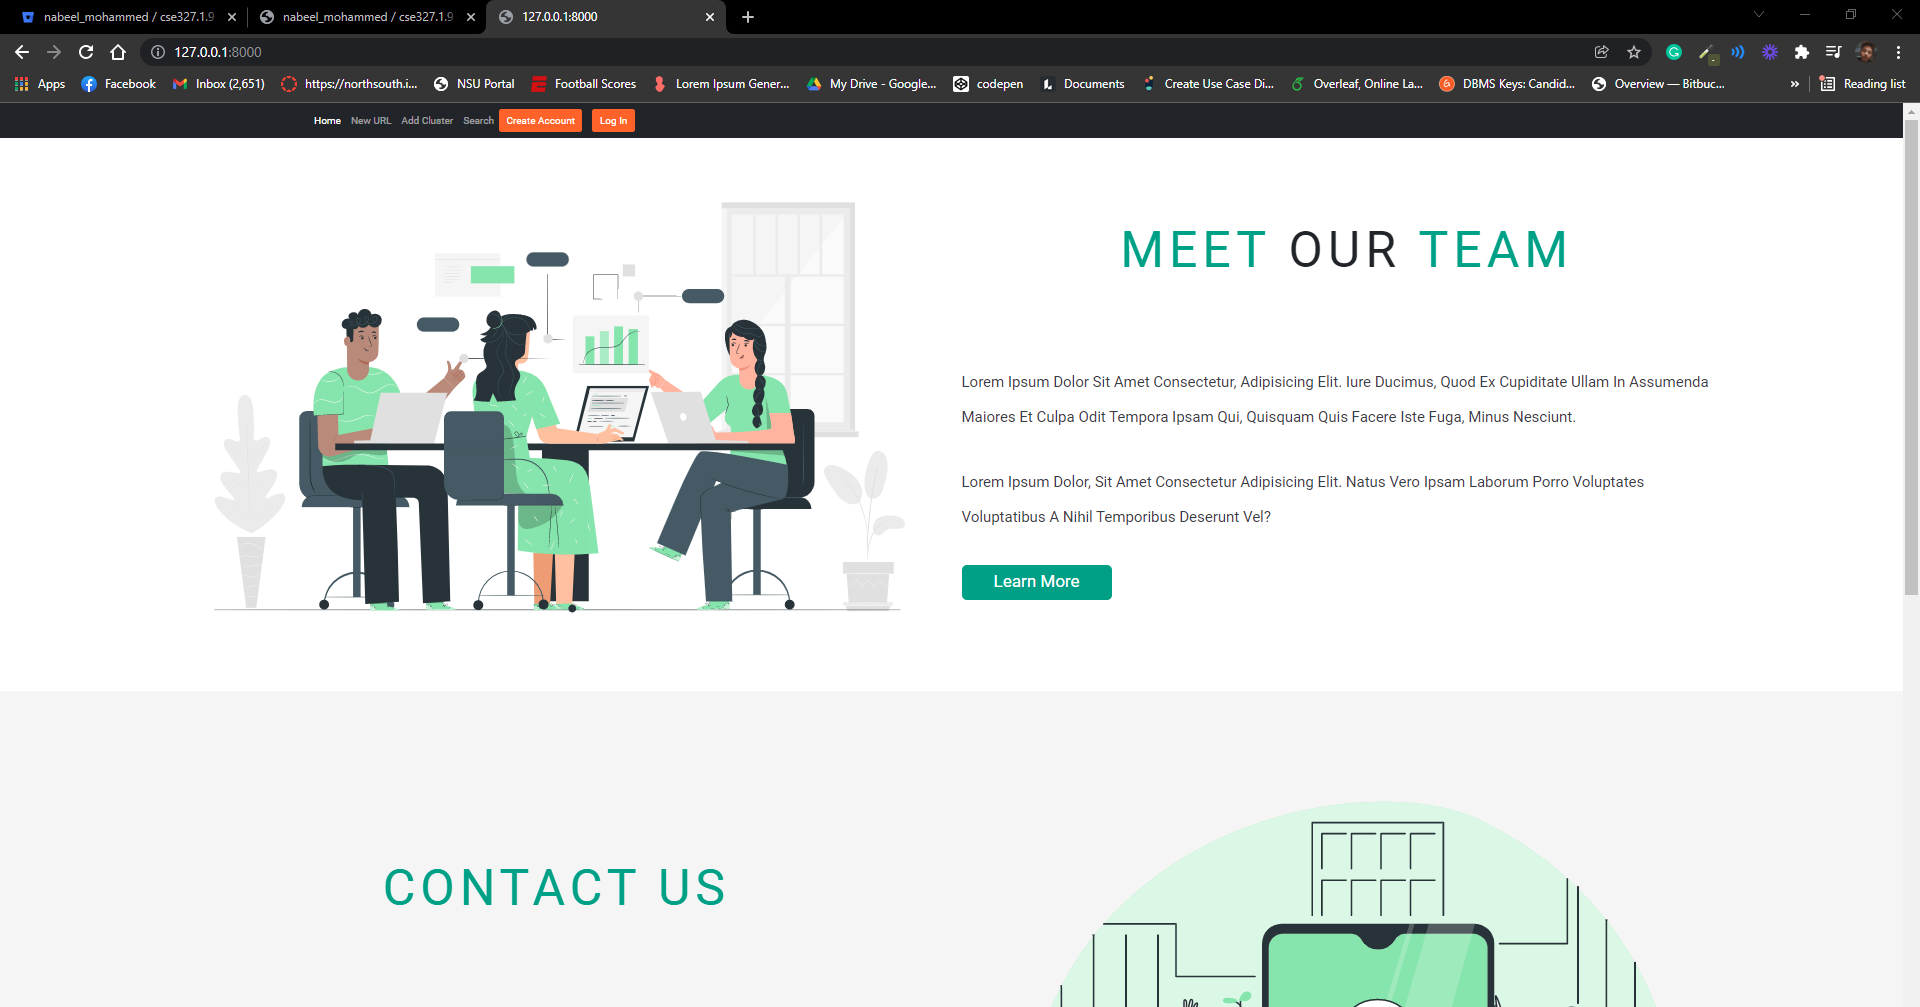 nabeel_mohammed / cse327.1.9
nabeel_mohammed / cse327.1.9
127.0.0.1:8000
127.0.0.1:8000
Apps
Facebook
Inbox (2,651)
https://northsouth.i...
NSU Portal
Football Scores
Lorem Ipsum Gener...
My Drive - Google...
codepen
Documents
Create Use Case Di...
Overleaf, Online La...
DBMS Keys: Candid...
Overview — Bitbuc...
»
Reading list
Home
New URL
Add Cluster
Search
Create Account
Log In
MEET OUR TEAM
Lorem Ipsum Dolor Sit Amet Consectetur, Adipisicing Elit. Iure Ducimus, Quod Ex Cupiditate Ullam In Assumenda
Maiores Et Culpa Odit Tempora Ipsam Qui, Quisquam Quis Facere Iste Fuga, Minus Nesciunt.
Lorem Ipsum Dolor, Sit Amet Consectetur Adipisicing Elit. Natus Vero Ipsam Laborum Porro Voluptates
Voluptatibus A Nihil Temporibus Deserunt Vel?
Learn More
CONTACT US